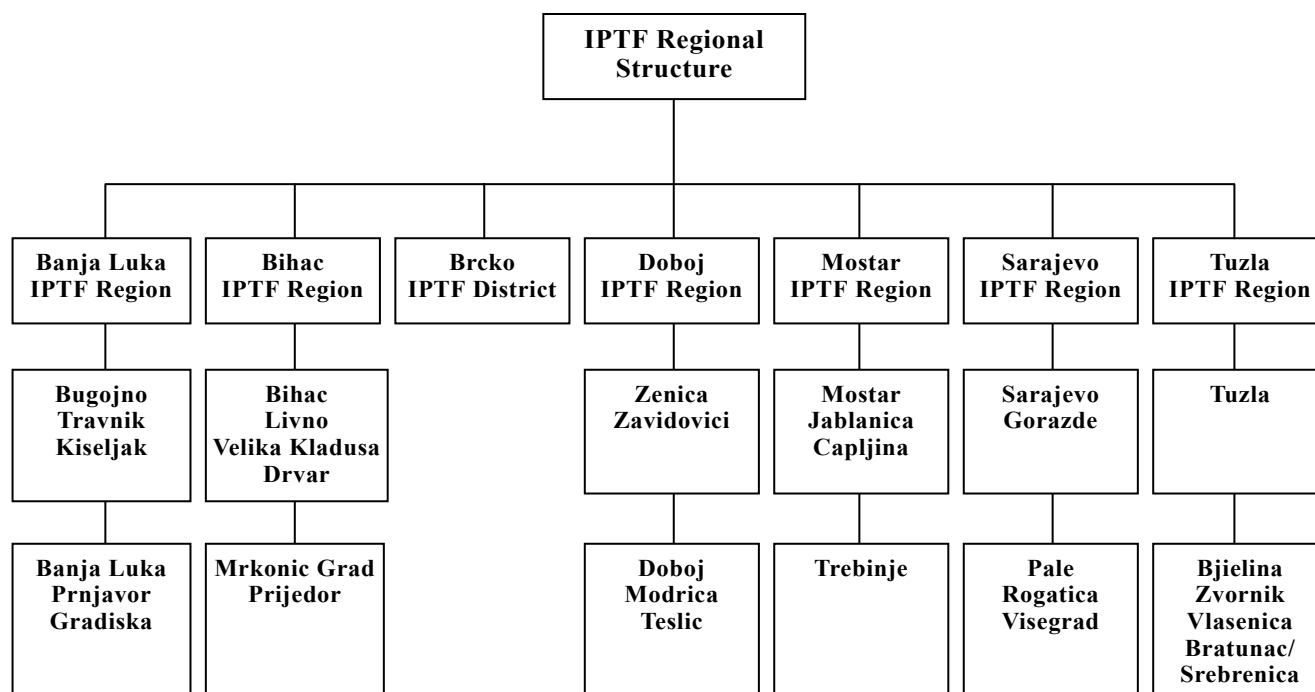 IPTF Regional
Structure
Banja Luka
IPTF Region
Bihac
IPTF Region
Brcko
IPTF District
Doboj
IPTF Region
Mostar
IPTF Region
Sarajevo
IPTF Region
Tuzla
IPTF Region
Bugojno
Travnik
Kiseljak
Bihac
Livno
Velika Kladusa
Drvar
Zenica
Zavidovici
Mostar
Jablanica
Capljina
Sarajevo
Gorazde
Tuzla
Banja Luka
Prnjavor
Gradiska
Mrkonic Grad
Prijedor
Doboj
Modrica
Teslic
Trebinje
Pale
Rogatica
Visegrad
Bjielina
Zvornik
Vlasenica
Bratunac/
Srebrenica